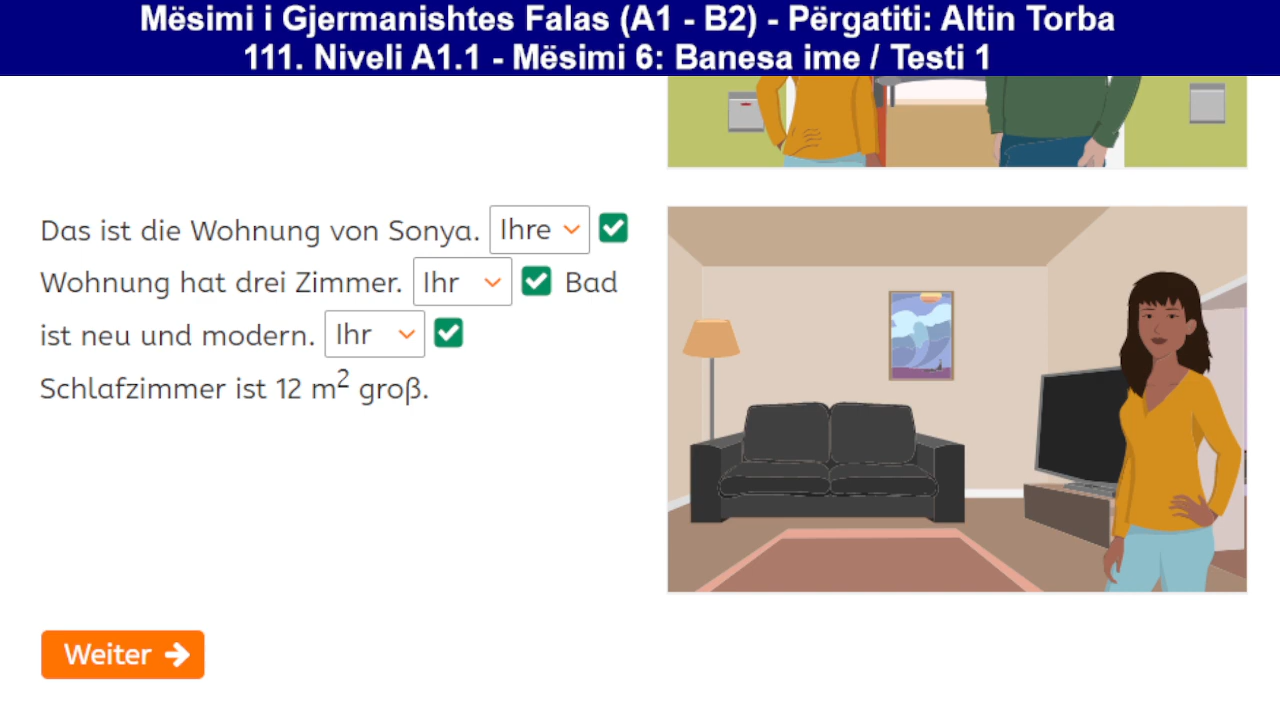 Mësimi i Gjermanishtes Falas (A1 - B2) - Përgatiti: Altin Torba
111. Niveli A1.1 - Mësimi 6: Banesa ime / Testi 1
Das ist die Wohnung von Sonya. Ihre
Wohnung hat drei Zimmer. Ihr Bad
ist neu und modern. Ihr
Schlafzimmer ist 12 m² groß.
Weiter